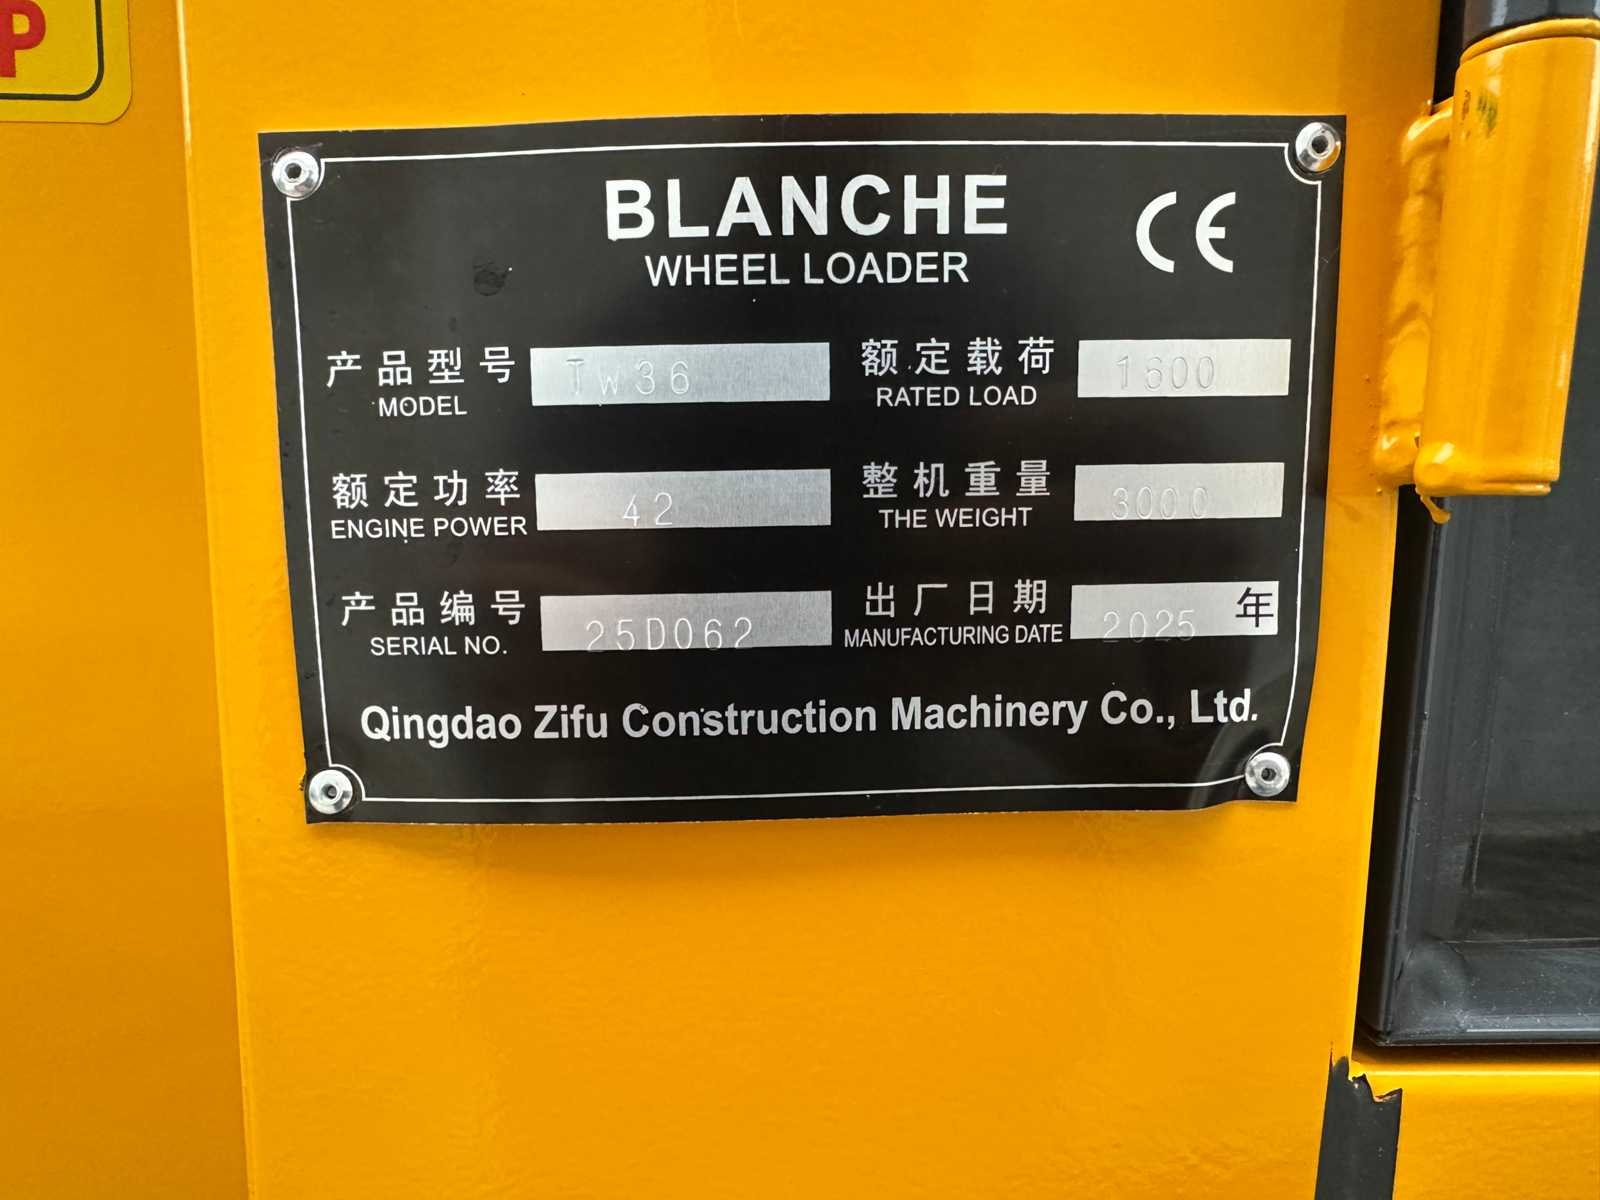 P
BLANCHE
CE
WHEEL LOADER
产品型号 TW36
MODEL
额定载荷 1600
RATED LOAD
额定功率 42
ENGINE POWER
整机重量 3000
THE WEIGHT
产品编号 25D062
SERIAL NO.
出厂日期 2025 年
MANUFACTURING DATE
Qingdao Zifu Construction Machinery Co., Ltd.